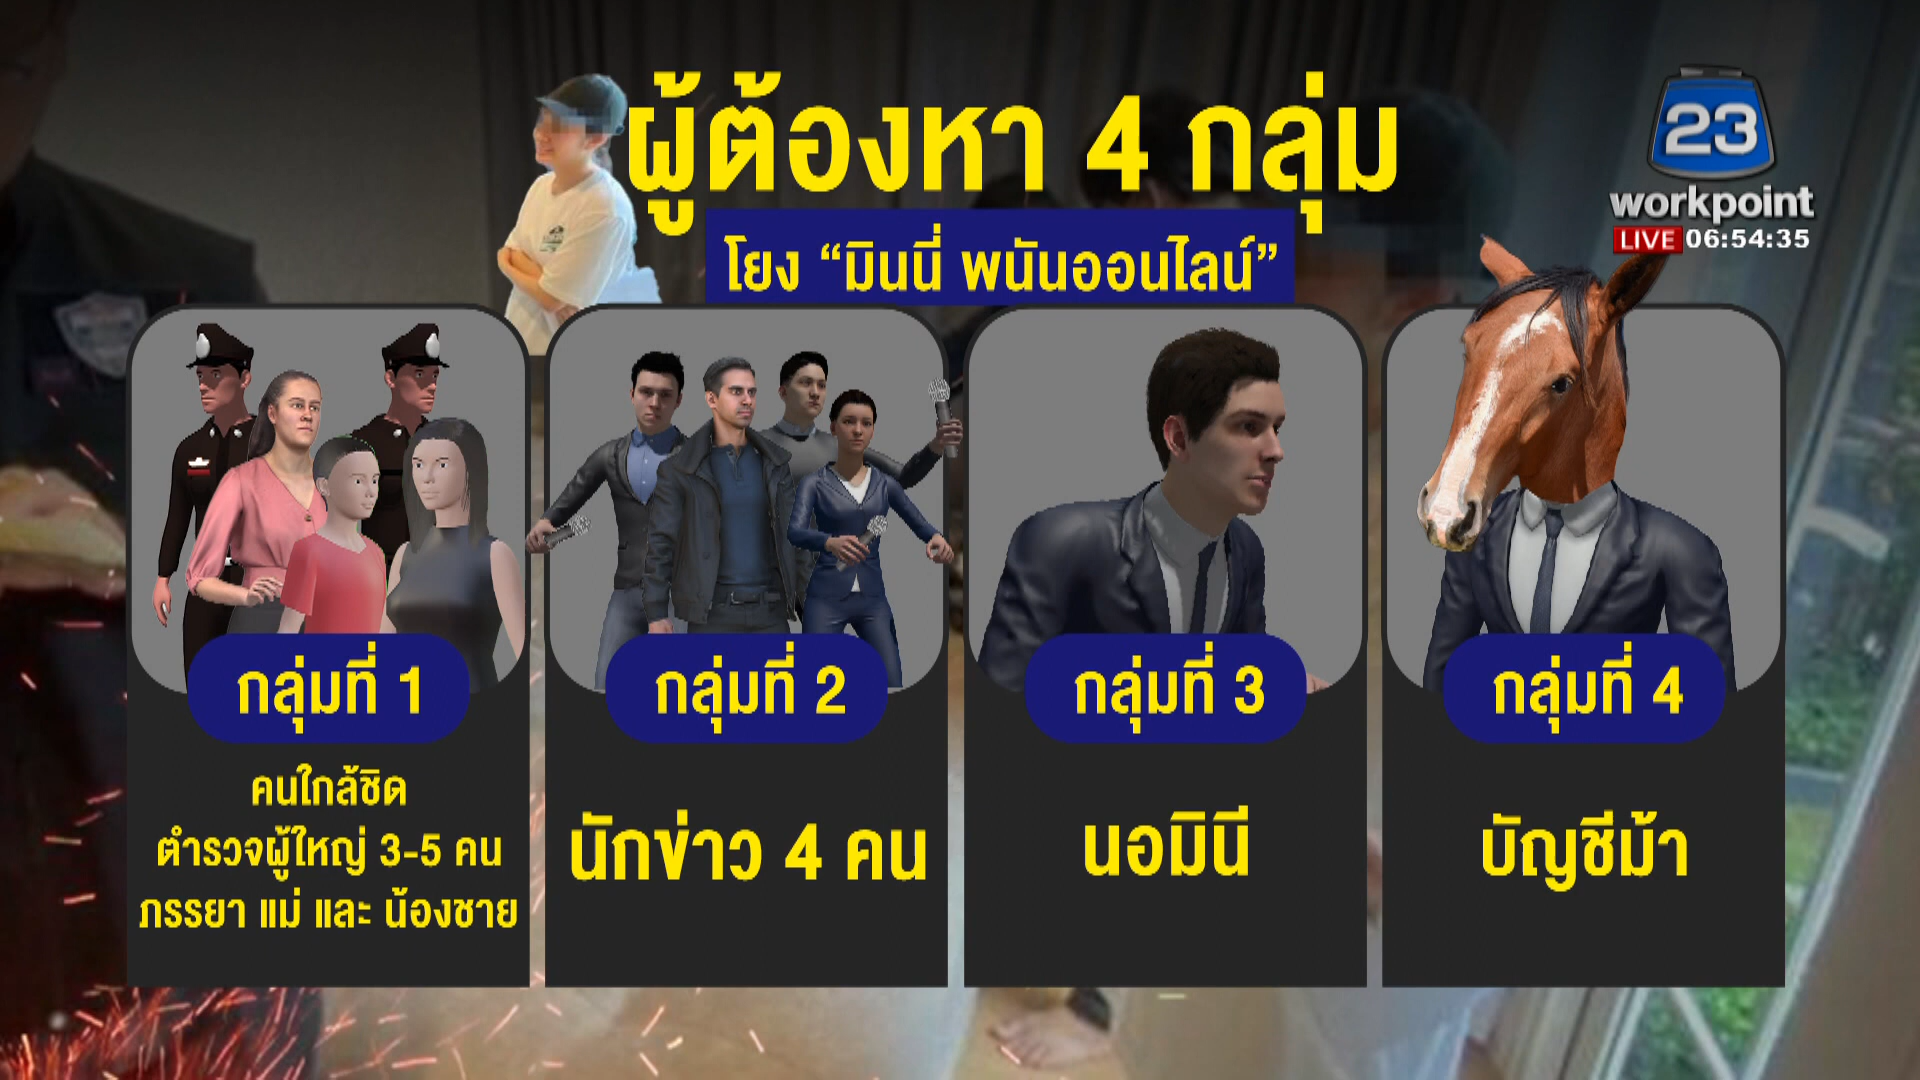 ผู้ต้องหา 4 กลุ่ม
โยง “มินนี่ พนันออนไลน์”
23
workpoint
LIVE 06:54:35
กลุ่มที่ 1
คนใกล้ชิด
ตำรวจผู้ใหญ่ 3-5 คน
ภรรยา แม่ และ น้องชาย
กลุ่มที่ 2
นักข่าว 4 คน
กลุ่มที่ 3
นอมินี
กลุ่มที่ 4
บัญชีม้า